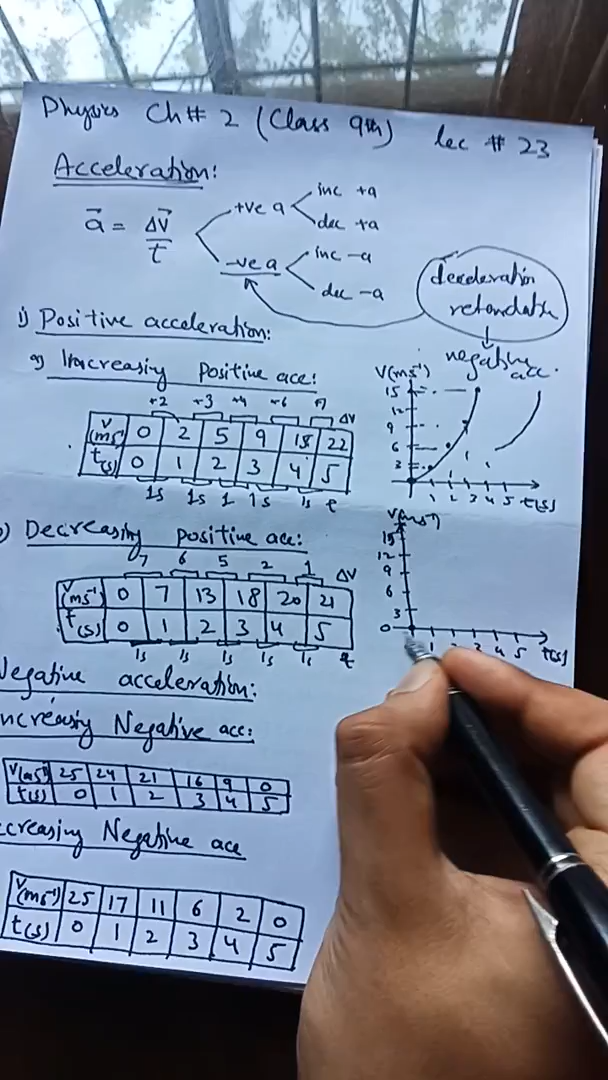 Physics Ch # 2 (Class 9th) lec # 23
Acceleration:
a = Δv/t
+ve a
inc +a
dec +a
-ve a
inc -a
dec -a
deceleration
retardation
negative
acc.
i) Positive acceleration:
a) Increasing Positive acc:
+2 +3 +4 +6 +7 Δv
v (ms⁻¹) 0 2 5 9 15 22
t(s) 0 1 2 3 4 5
1s 1s 1 1s 1s t
V(ms⁻¹)
15
12
9
6
3
1 2 3 4 5 t(s)
b) Decreasing positive acc:
7 6 5 2 1 Δv
v (ms⁻¹) 0 7 13 18 20 21
t(s) 0 1 2 3 4 5
1s 1s 1s 1s 1s t
V(ms⁻¹)
15
12
9
6
3
0
1 2 3 4 5 t(s)
Negative acceleration:
Increasing Negative acc:
V(ms⁻¹) 25 24 21 16 9 0
t(s) 0 1 2 3 4 5
ecreasing Negative acc
V (ms⁻¹) 25 17 11 6 2 0
t(s) 0 1 2 3 4 5